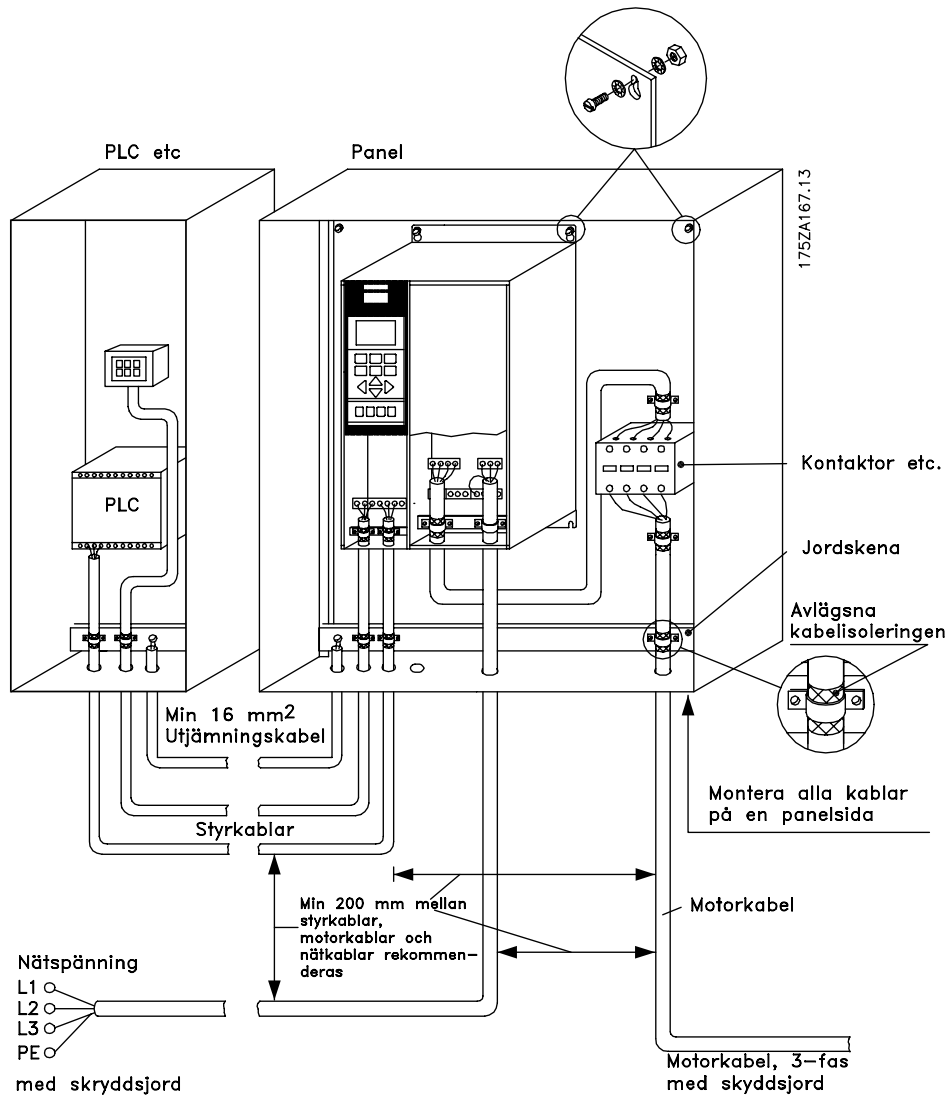 PLC etc
Panel
175ZA167.13
PLC
Kontaktor etc.
Jordskena
Avlägsna
kabelisoleringen
Min 16 mm2
Utjämningskabel
Montera alla kablar
på en panelsida
Styrkablar
Min 200 mm mellan
styrkablar,
motorkablar och
nätkablar rekommen-
deras
Motorkabel
Nätspänning
L1
L2
L3
PE
med skryddsjord
Motorkabel, 3-fas
med skyddsjord